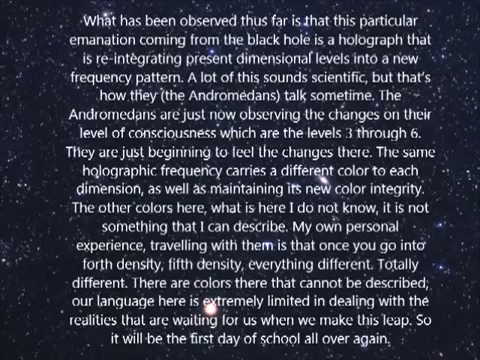 What has been observed thus far is that this particular
emanation coming from the black hole is a holograph that
is re-integrating present dimensional levels into a new
frequency pattern. A lot of this sounds scientific, but that's
how they (the Andromedans) talk sometime. The
Andromedans are just now observing the changes on their
level of consciousness which are the levels 3 through 6.
They are just beginning to feel the changes there. The same
holographic frequency carries a different color to each
dimension, as well as maintaining its new color integrity.
The other colors here, what is here I do not know, it is not
something that I can describe. My own personal
experience, travelling with them is that once you go into
forth density, fifth density, everything different. Totally
different. There are colors there that cannot be described;
our language here is extremely limited in dealing with the
realities that are waiting for us when we make this leap. So
it will be the first day of school all over again.